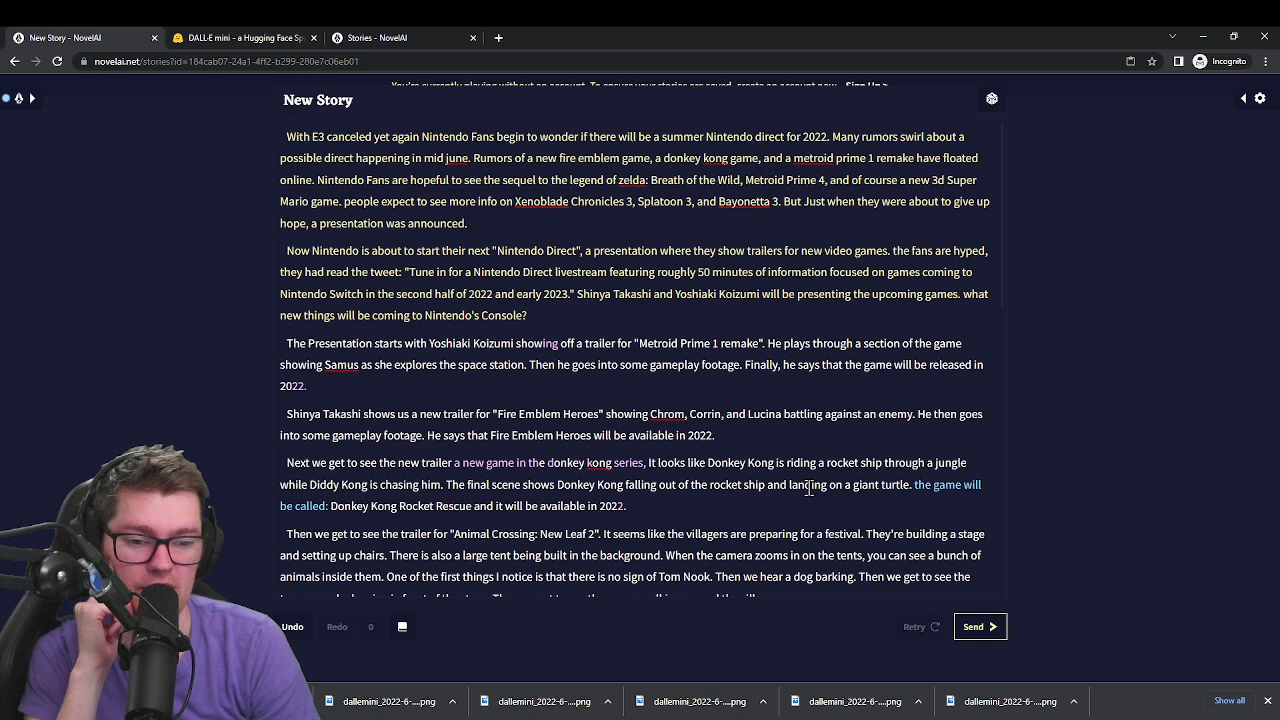 New Story - NovelAI
DALL·E mini - a Hugging Face Sp
Stories - NovelAI
novelai.net/stories?id=184cab07-24a1-4ff2-b299-280e7c06eb01
Incognito
You're currently playing without an account. To ensure your stories are saved, create an account now. Sign Up >
New Story
With E3 canceled yet again Nintendo Fans begin to wonder if there will be a summer Nintendo direct for 2022. Many rumors swirl about a
possible direct happening in mid june. Rumors of a new fire emblem game, a donkey kong game, and a metroid prime 1 remake have floated
online. Nintendo Fans are hopeful to see the sequel to the legend of zelda: Breath of the Wild, Metroid Prime 4, and of course a new 3d Super
Mario game. people expect to see more info on Xenoblade Chronicles 3, Splatoon 3, and Bayonetta 3. But Just when they were about to give up
hope, a presentation was announced.
Now Nintendo is about to start their next "Nintendo Direct", a presentation where they show trailers for new video games. the fans are hyped,
they had read the tweet: "Tune in for a Nintendo Direct livestream featuring roughly 50 minutes of information focused on games coming to
Nintendo Switch in the second half of 2022 and early 2023." Shinya Takashi and Yoshiaki Koizumi will be presenting the upcoming games. what
new things will be coming to Nintendo's Console?
The Presentation starts with Yoshiaki Koizumi showing off a trailer for "Metroid Prime 1 remake". He plays through a section of the game
showing Samus as she explores the space station. Then he goes into some gameplay footage. Finally, he says that the game will be released in
2022.
Shinya Takashi shows us a new trailer for "Fire Emblem Heroes" showing Chrom, Corrin, and Lucina battling against an enemy. He then goes
into some gameplay footage. He says that Fire Emblem Heroes will be available in 2022.
Next we get to see the new trailer a new game in the donkey kong series, It looks like Donkey Kong is riding a rocket ship through a jungle
while Diddy Kong is chasing him. The final scene shows Donkey Kong falling out of the rocket ship and landing on a giant turtle. the game will
be called: Donkey Kong Rocket Rescue and it will be available in 2022.
Then we get to see the trailer for "Animal Crossing: New Leaf 2". It seems like the villagers are preparing for a festival. They're building a stage
and setting up chairs. There is also a large tent being built in the background. When the camera zooms in on the tents, you can see a bunch of
animals inside them. One of the first things I notice is that there is no sign of Tom Nook. Then we hear a dog barking. Then we get to see the
Undo
Redo
0
Retry
Send
dallemini_2022-6-....png
dallemini_2022-6-....png
dallemini_2022-6-....png
dallemini_2022-6-....png
dallemini_2022-6-....png
Show all